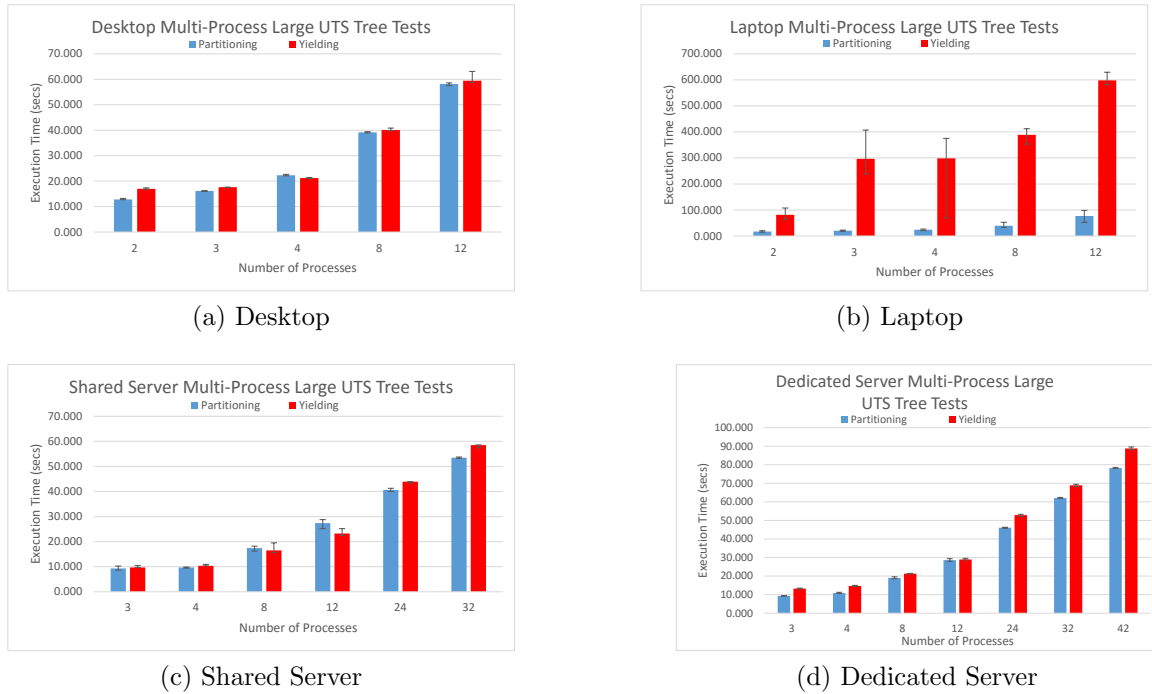 Desktop Multi-Process Large UTS Tree Tests
Partitioning Yielding
70.000
60.000
50.000
40.000
30.000
20.000
10.000
0.000
Execution Time (secs)
2 3 4 8 12
Number of Processes
(a) Desktop
Laptop Multi-Process Large UTS Tree Tests
Partitioning Yielding
700.000
600.000
500.000
400.000
300.000
200.000
100.000
0.000
Execution Time (secs)
2 3 4 8 12
Number of Processes
(b) Laptop
Shared Server Multi-Process Large UTS Tree Tests
Partitioning Yielding
70.000
60.000
50.000
40.000
30.000
20.000
10.000
0.000
Execution Time (secs)
3 4 8 12 24 32
Number of Processes
(c) Shared Server
Dedicated Server Multi-Process Large
UTS Tree Tests
Partitioning Yielding
100.000
90.000
80.000
70.000
60.000
50.000
40.000
30.000
20.000
10.000
0.000
Execution Time (secs)
3 4 8 12 24 32 42
Number of Processes
(d) Dedicated Server